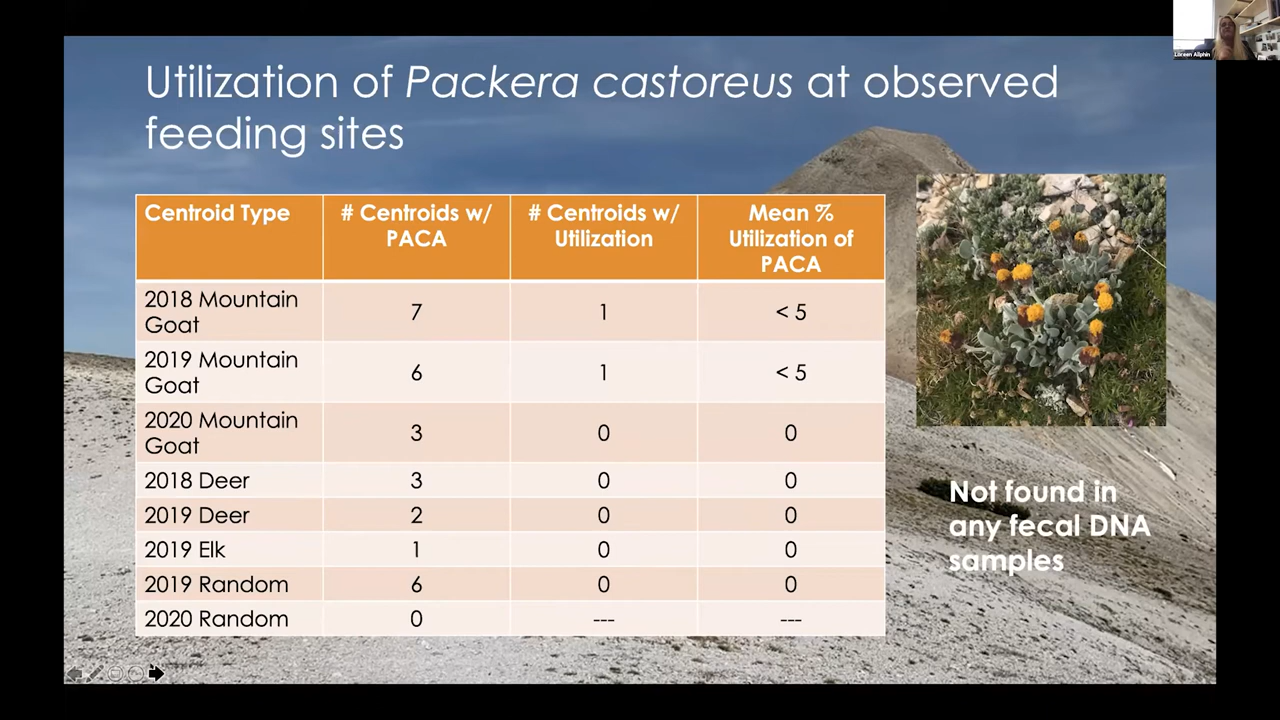 Utilization of Packera castoreus at observed
feeding sites
Centroid Type
# Centroids w/
PACA
# Centroids w/
Utilization
Mean %
Utilization of
PACA
2018 Mountain
Goat
7
1
< 5
2019 Mountain
Goat
6
1
< 5
2020 Mountain
Goat
3
0
0
2018 Deer
3
0
0
2019 Deer
2
0
0
2019 Elk
1
0
0
2019 Random
6
0
0
2020 Random
0
---
---
Not found in
any fecal DNA
samples
Loreen Allphin